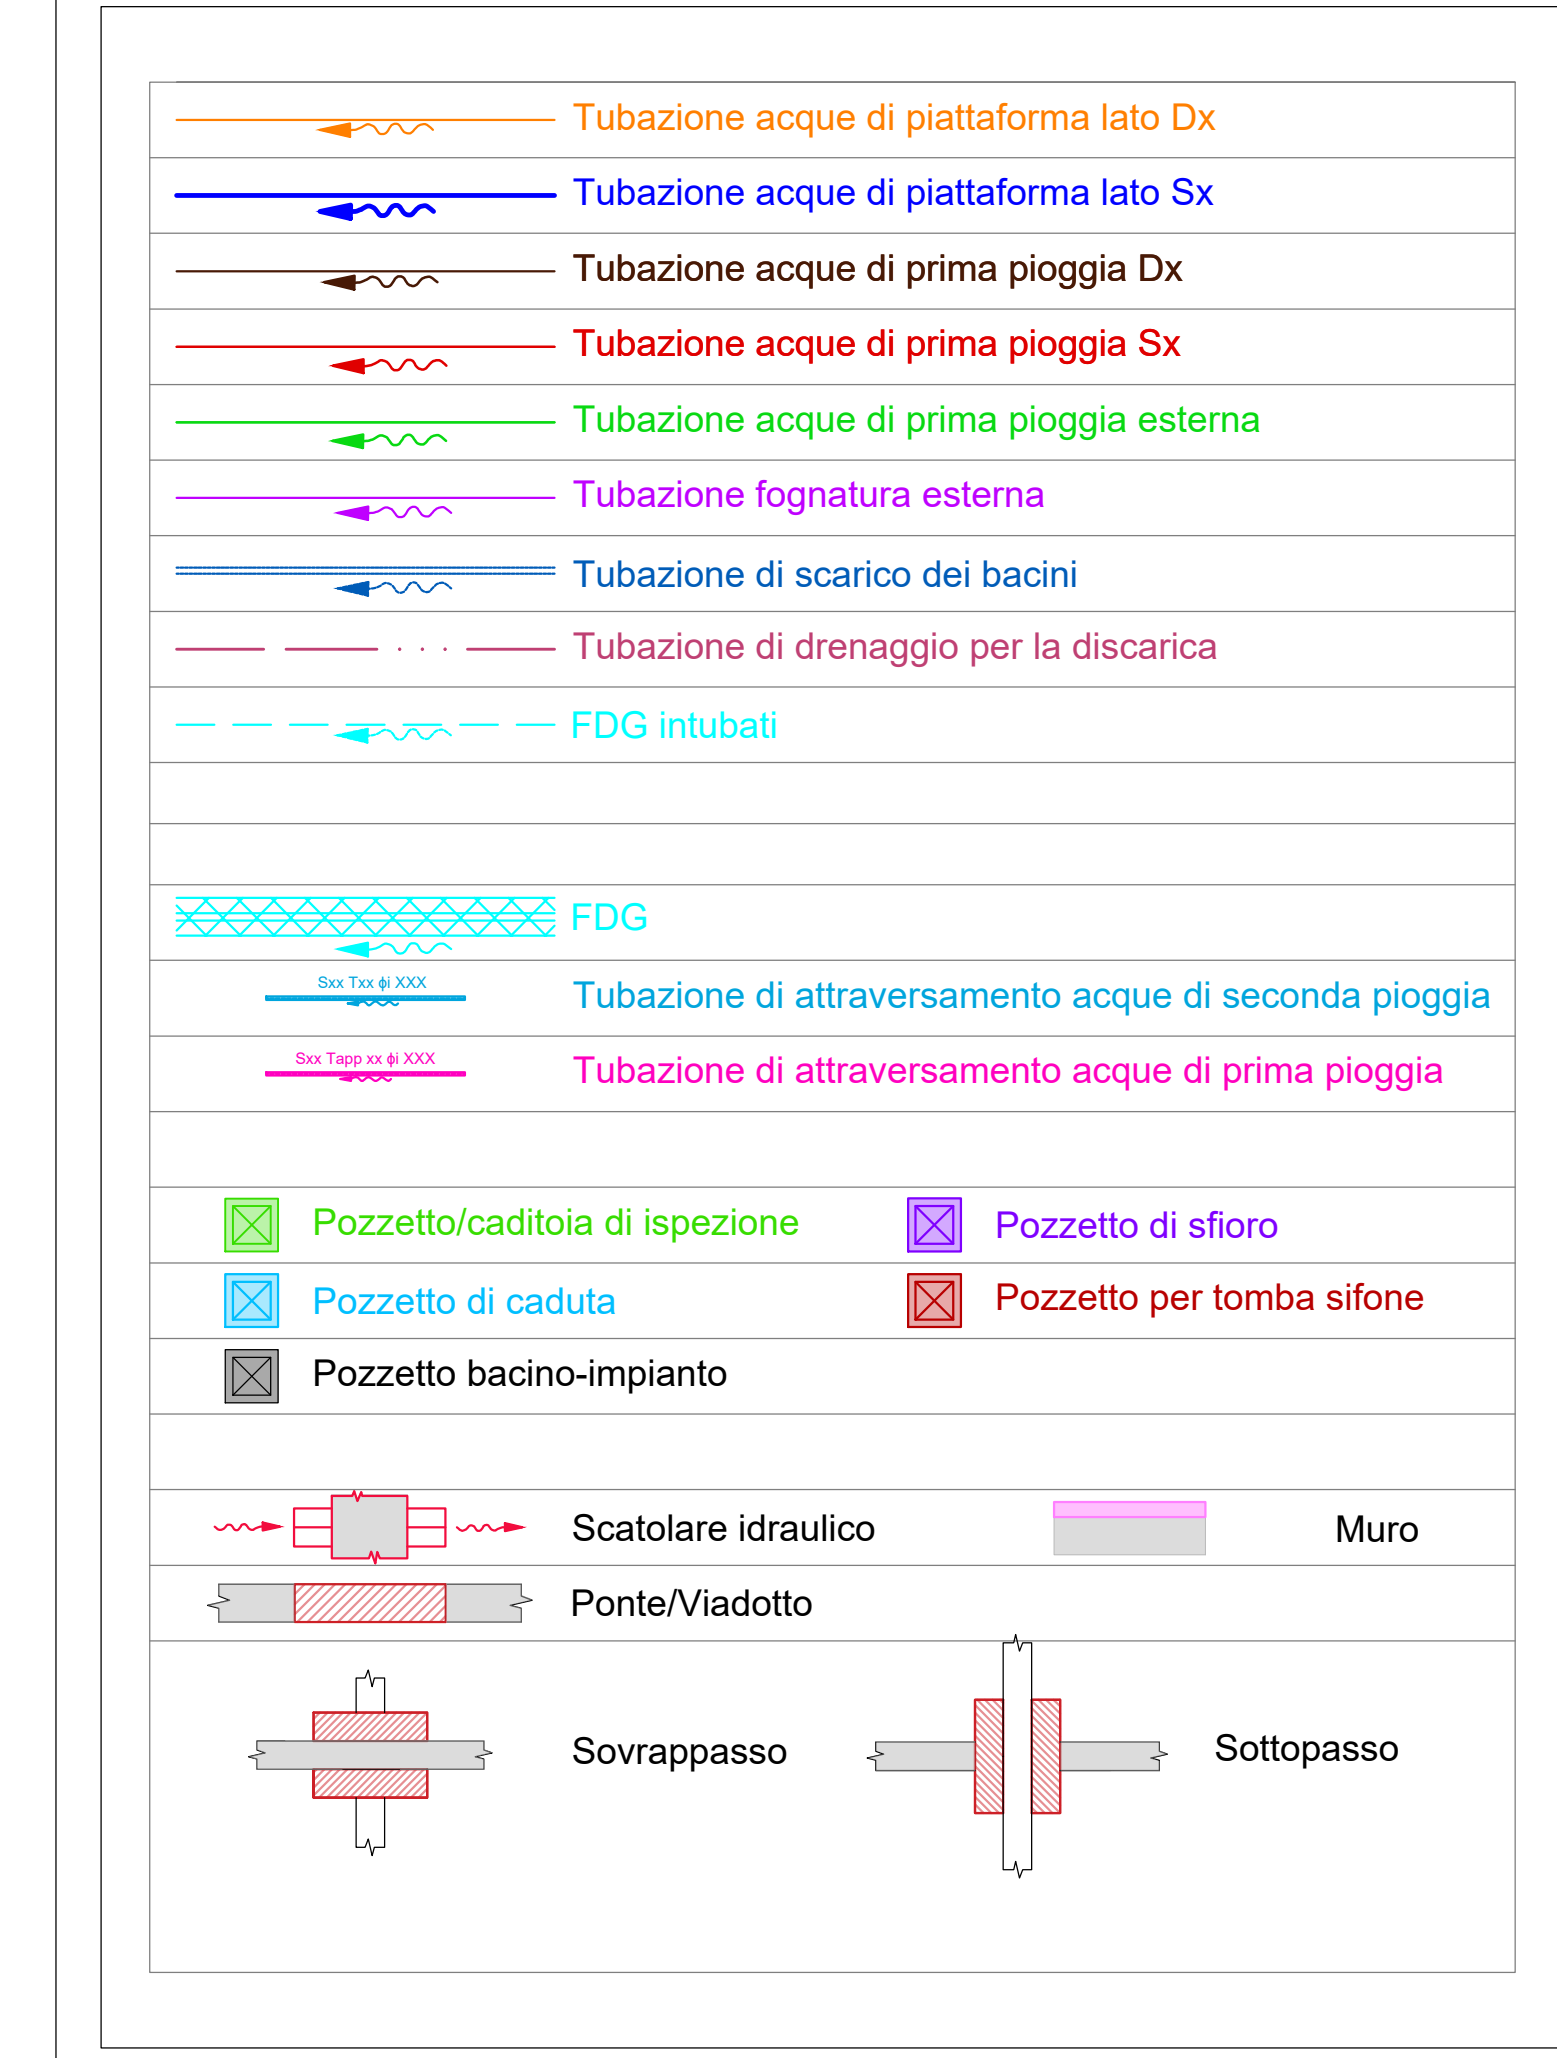 Tubazione acque di piattaforma lato Dx
Tubazione acque di piattaforma lato Sx
Tubazione acque di prima pioggia Dx
Tubazione acque di prima pioggia Sx
Tubazione acque di prima pioggia esterna
Tubazione fognatura esterna
Tubazione di scarico dei bacini
Tubazione di drenaggio per la discarica
FDG intubati
FDG
Sxx Txx ϕi XXX
Tubazione di attraversamento acque di seconda pioggia
Sxx Tapp xx ϕi XXX
Tubazione di attraversamento acque di prima pioggia
Pozzetto/caditoia di ispezione
Pozzetto di sfioro
Pozzetto di caduta
Pozzetto per tomba sifone
Pozzetto bacino-impianto
Scatolare idraulico
Muro
Ponte/Viadotto
Sovrappasso
Sottopasso